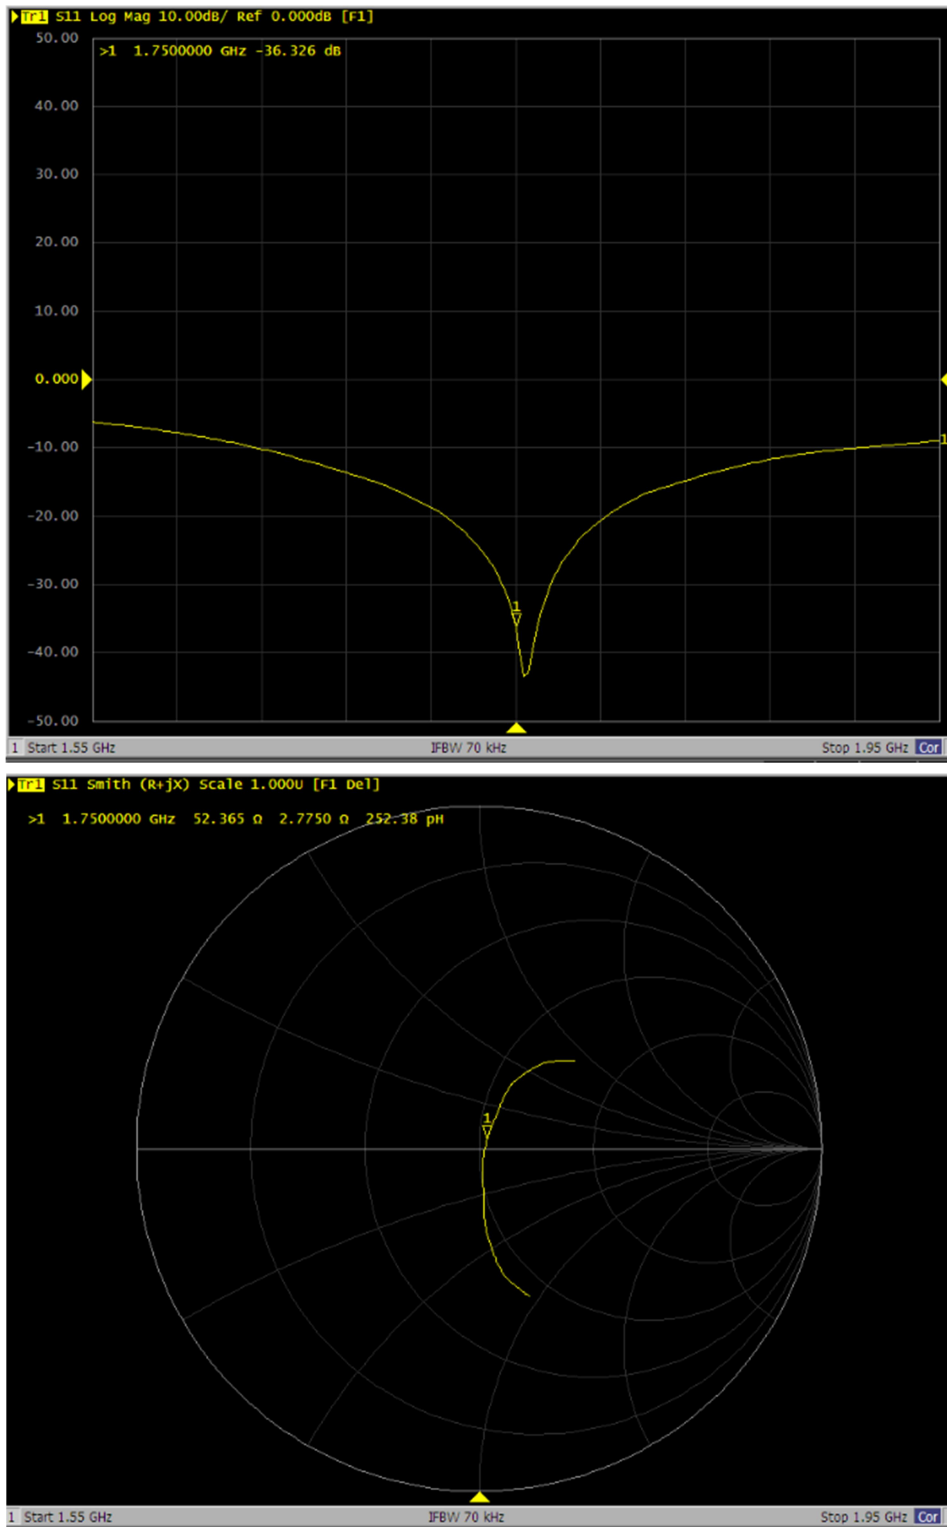 Tr1 S11 Log Mag 10.00dB/ Ref 0.000dB [F1]
50.00
>1 1.7500000 GHz -36.326 dB
40.00
30.00
20.00
10.00
0.000
-10.00
1
-20.00
-30.00
1
-40.00
-50.00
1 Start 1.55 GHz IFBW 70 kHz Stop 1.95 GHz Cor
Tr1 S11 Smith (R+jX) Scale 1.000U [F1 Del]
>1 1.7500000 GHz 52.365 Ω 2.7750 Ω 252.38 pH
1
1 Start 1.55 GHz IFBW 70 kHz Stop 1.95 GHz Cor